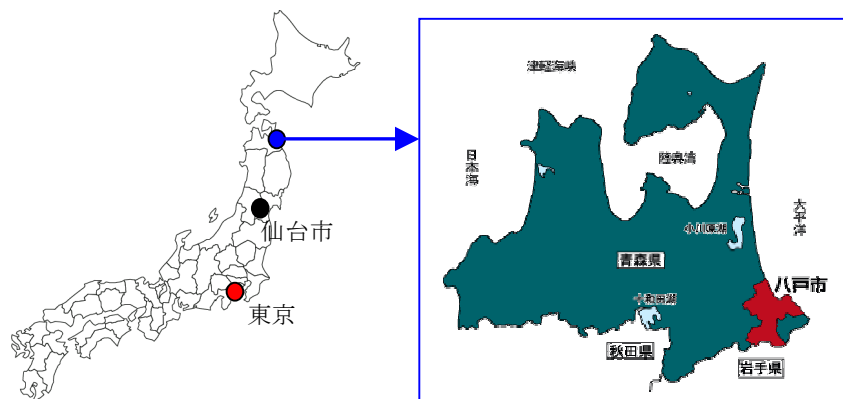 仙台市
東京
津軽海峡
日本海
陸奥湾
太平洋
小川原湖
青森県
八戸市
十和田湖
秋田県
岩手県